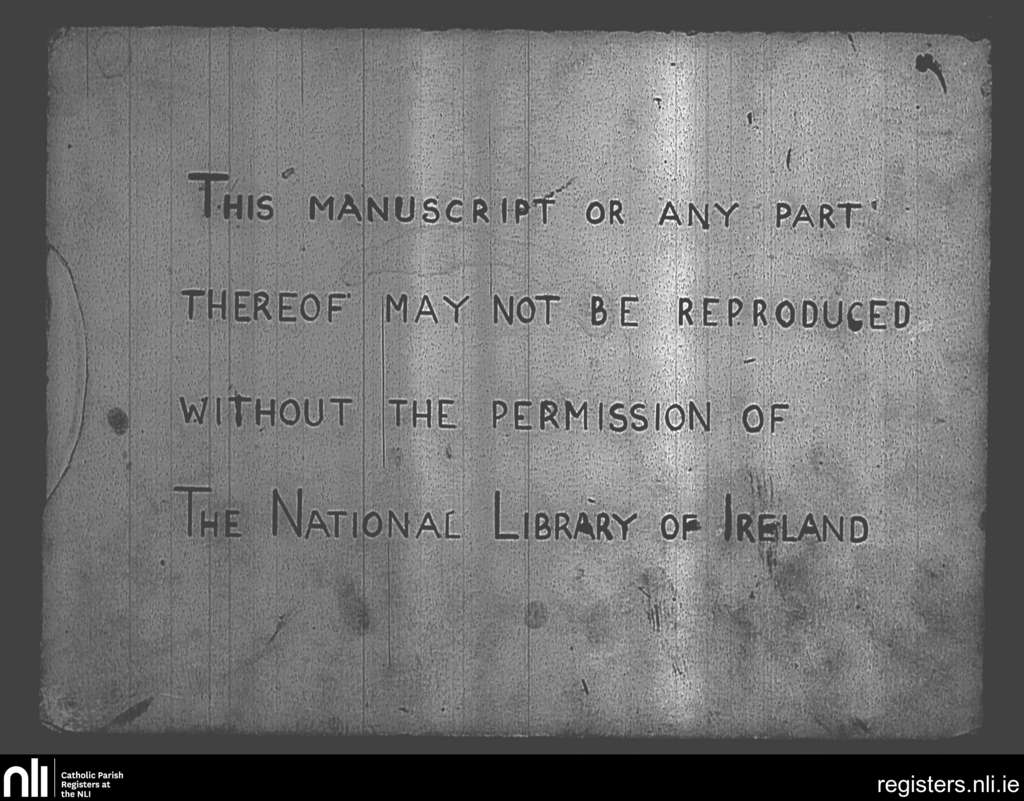 THIS MANUSCRIPT OR ANY PART
THEREOF MAY NOT BE REPRODUCED
WITHOUT THE PERMISSION OF
THE NATIONAL LIBRARY OF IRELAND
nli
Catholic Parish
Registers at
the NLI
registers.nli.ie